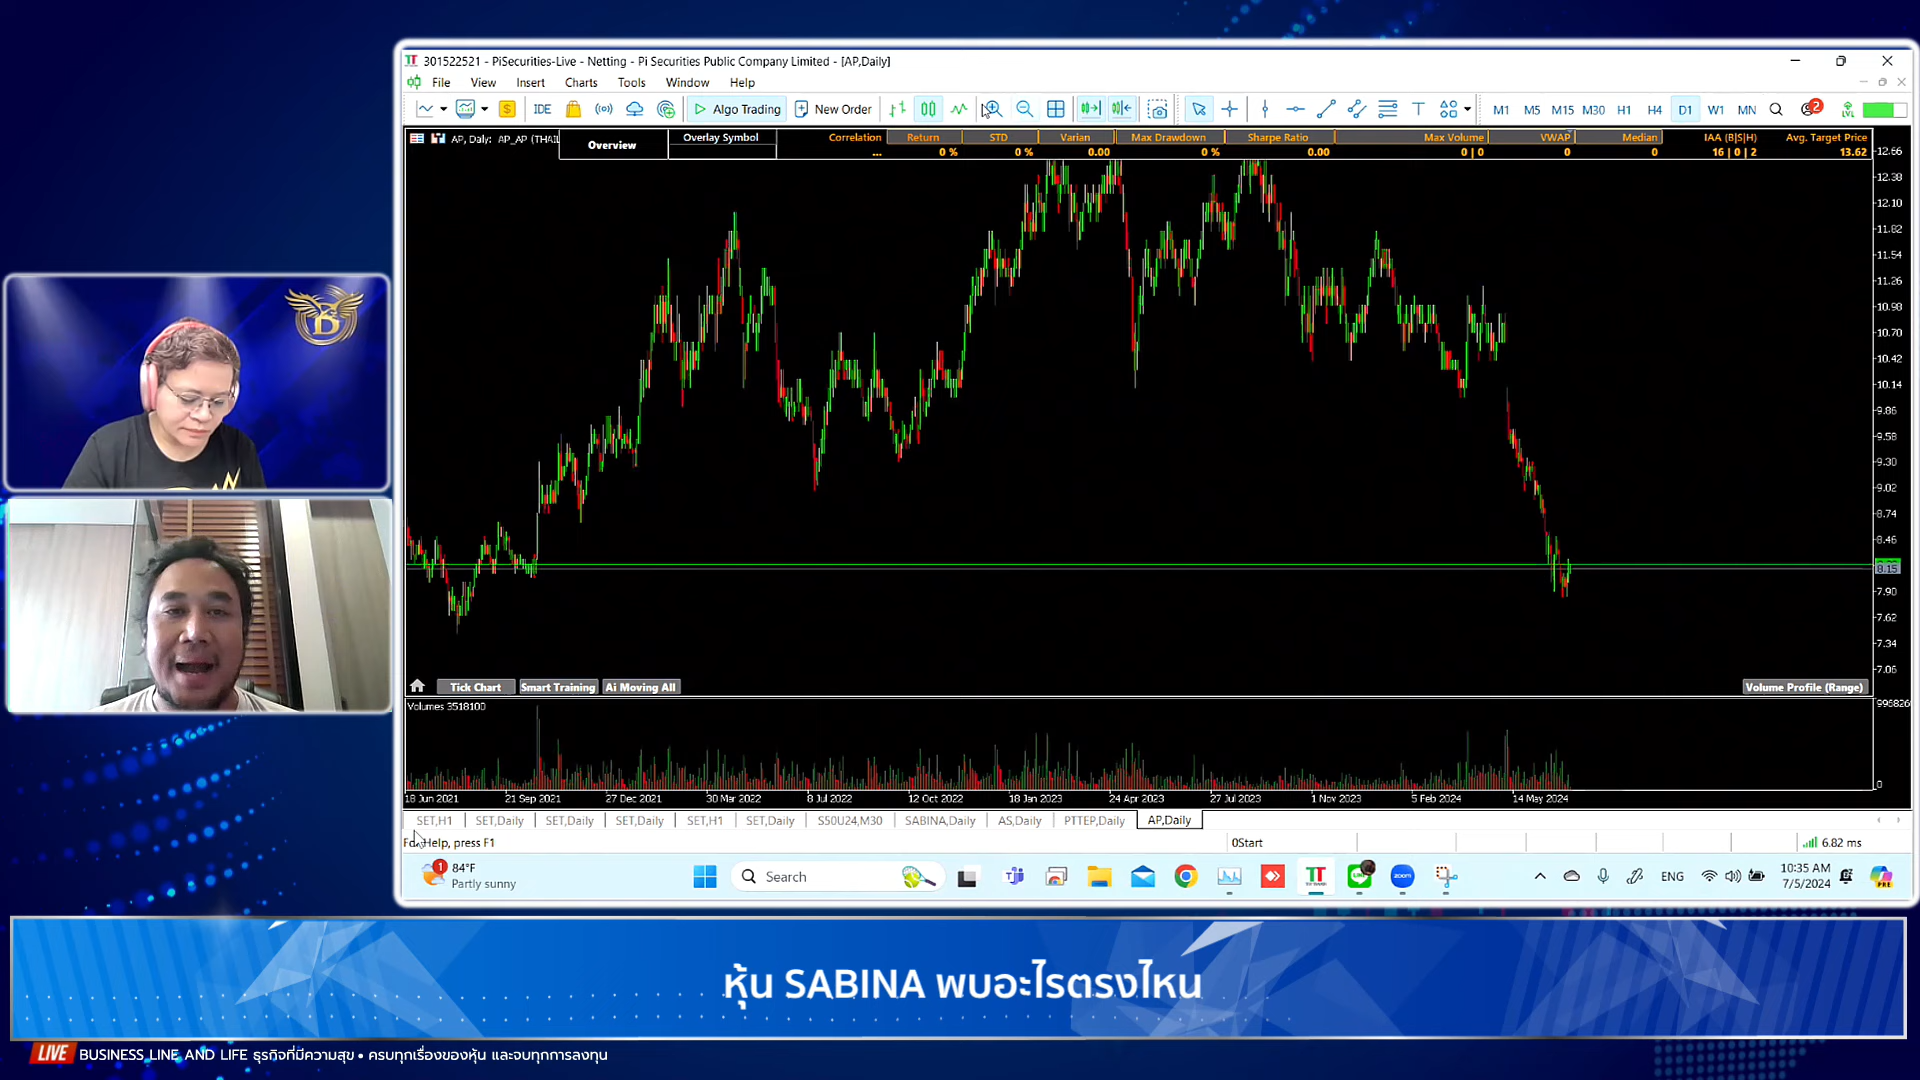 301522521 - PiSecurities-Live - Netting - Pi Securities Public Company Limited - [AP,Daily]
File View Insert Charts Tools Window Help
IDE Algo Trading New Order M1 M5 M15 M30 H1 H4 D1 W1 MN 2 LVL
AP, Daily: AP_AP (THAI Overview Overlay Symbol Correlation Return STD Varian Max Drawdown Sharpe Ratio Max Volume VWAP Median IAA (B|S|H) Avg. Target Price
... 0 % 0 % 0.00 0 % 0.00 0 | 0 0 0 16 | 0 | 2 13.62
12.66
12.38
12.10
11.82
11.54
11.26
10.98
10.70
10.42
10.14
9.86
9.58
9.30
9.02
8.74
8.46
8.15
7.90
7.62
7.34
7.06
Tick Chart Smart Training Ai Moving All Volume Profile (Range)
Volumes 3518100
0
18 Jun 2021 21 Sep 2021 27 Dec 2021 30 Mar 2022 8 Jul 2022 12 Oct 2022 18 Jan 2023 24 Apr 2023 27 Jul 2023 1 Nov 2023 5 Feb 2024 14 May 2024
SET,H1 SET,Daily SET,Daily SET,Daily SET,H1 SET,Daily S50U24,M30 SABINA,Daily AS,Daily PTTEP,Daily AP,Daily
For Help, press F1 0Start 6.82 ms
1 84°F
Partly sunny
Search
ENG
10:35 AM
7/5/2024
หุ้น SABINA พบอะไรตรงไหน
LIVE BUSINESS LINE AND LIFE ธุรกิจที่มีความสุข • ครบทุกเรื่องของหุ้น และจบทุกการลงทุน